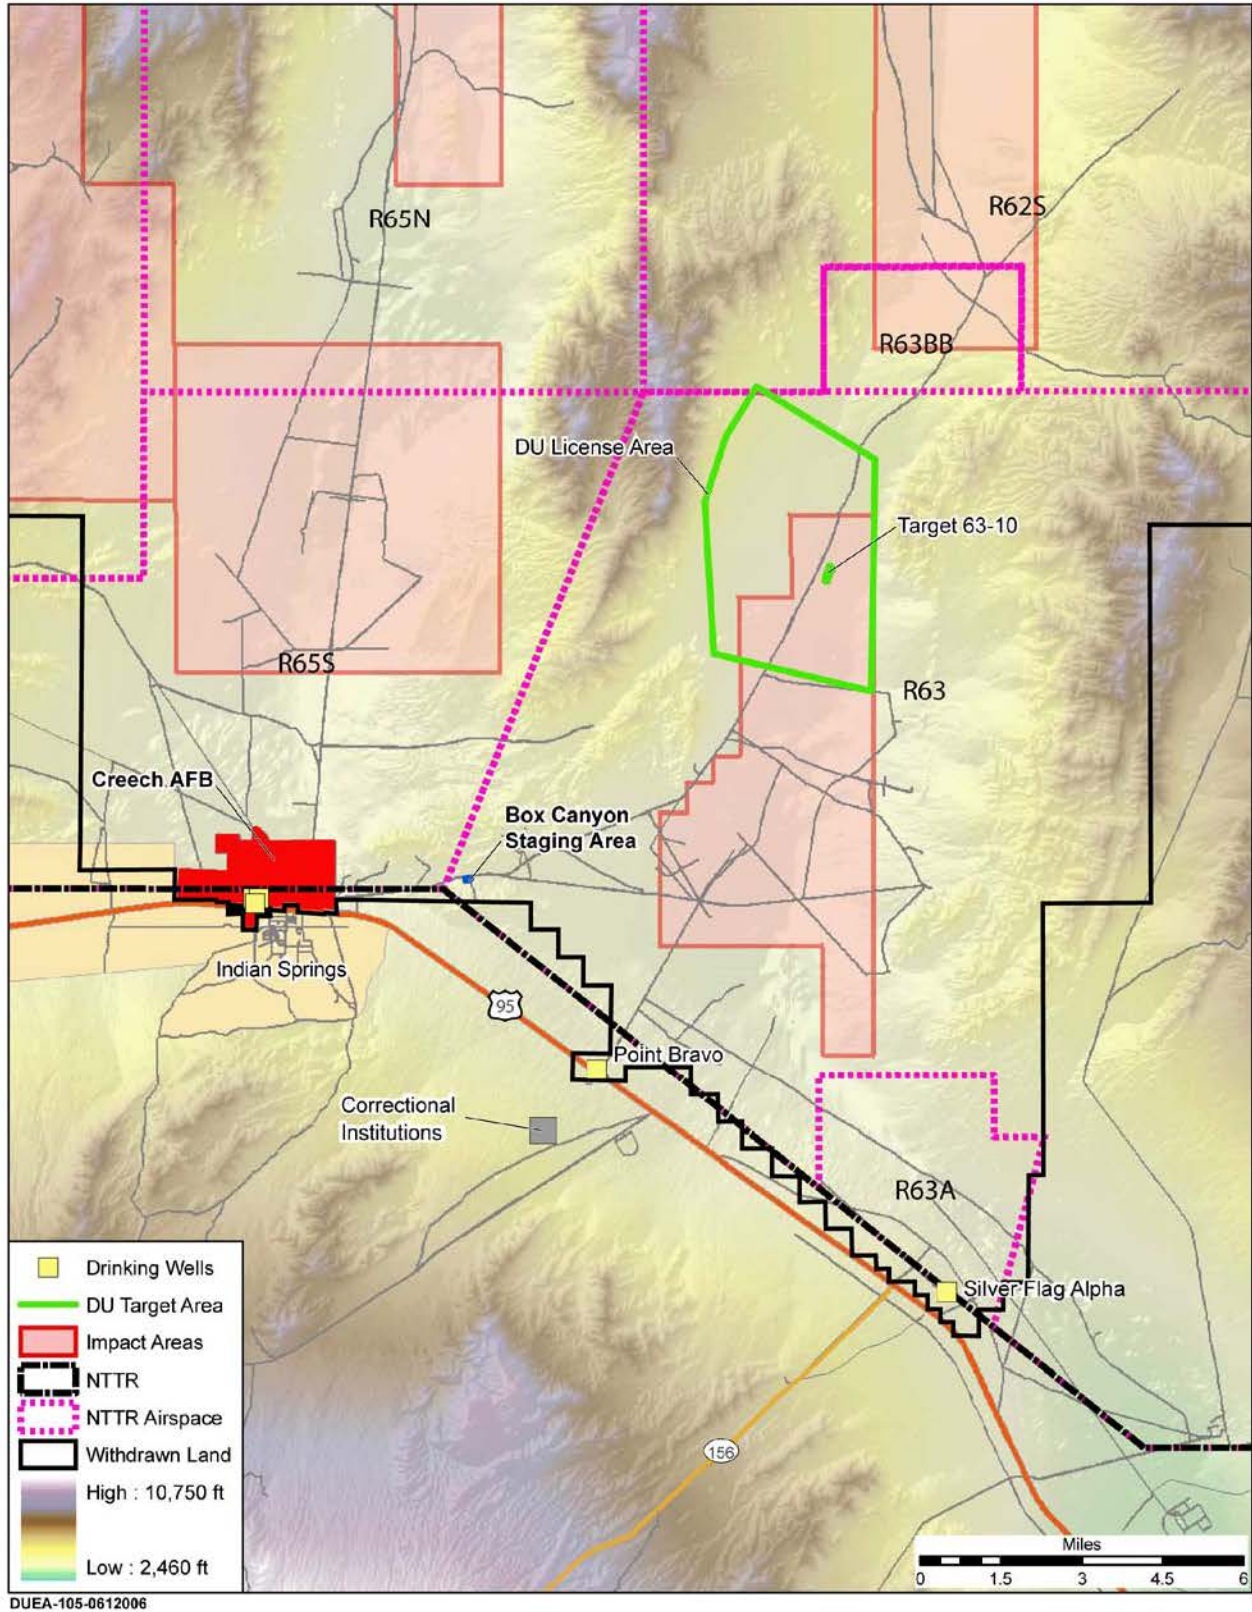 R65N
R62S
R63BB
DU License Area
Target 63-10
R65S
R63
Creech AFB
Box Canyon
Staging Area
Indian Springs
95
Point Bravo
Correctional
Institutions
R63A
Silver Flag Alpha
156
Drinking Wells
DU Target Area
Impact Areas
NTTR
NTTR Airspace
Withdrawn Land
High : 10,750 ft
Low : 2,460 ft
Miles
0 1.5 3 4.5 6
DUEA-105-0612006